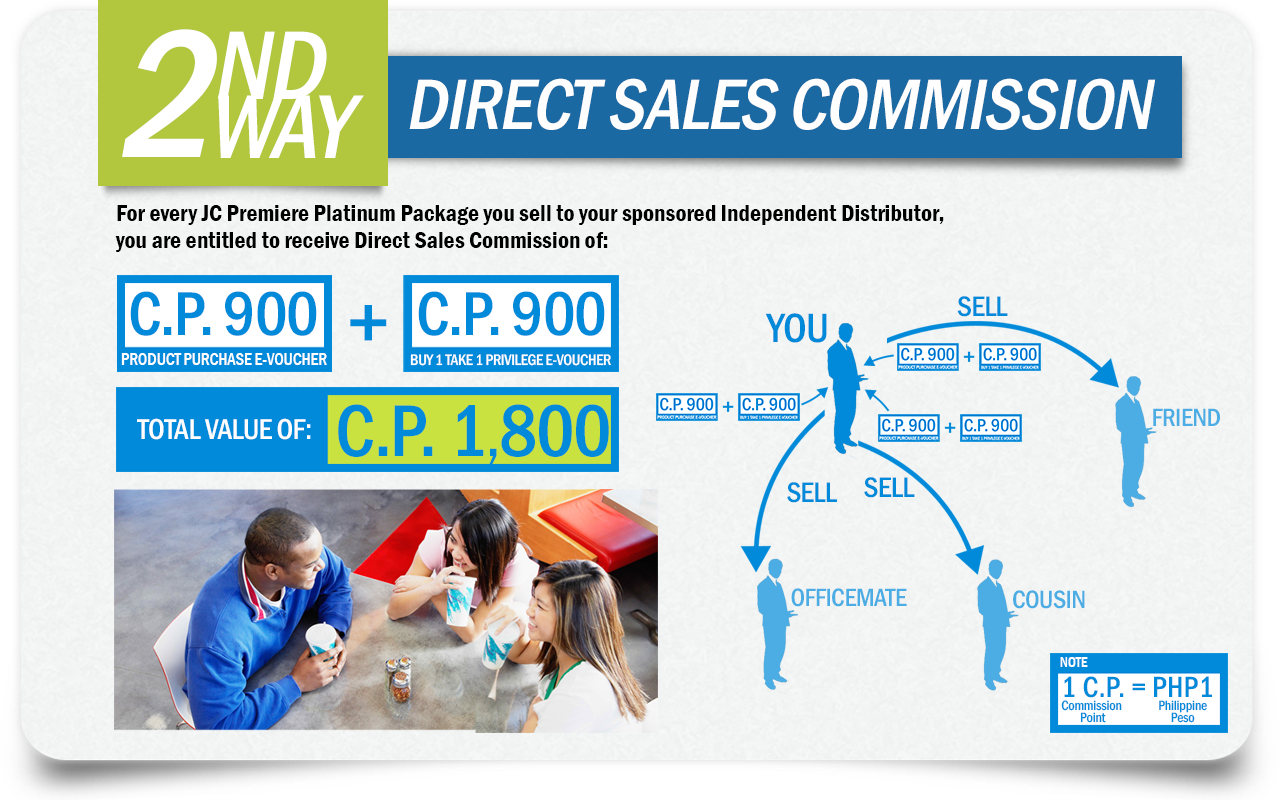 2ND
WAY
DIRECT SALES COMMISSION
For every JC Premiere Platinum Package you sell to your sponsored Independent Distributor,
you are entitled to receive Direct Sales Commission of:
C.P. 900 + C.P. 900
PRODUCT PURCHASE E-VOUCHER BUY 1 TAKE 1 PRIVILEGE E-VOUCHER
TOTAL VALUE OF: C.P. 1,800
SELL
YOU
C.P. 900 + C.P. 900
PRODUCT PURCHASE E-VOUCHER BUY 1 TAKE 1 PRIVILEGE E-VOUCHER
C.P. 900 + C.P. 900
PRODUCT PURCHASE E-VOUCHER BUY 1 TAKE 1 PRIVILEGE E-VOUCHER
FRIEND
C.P. 900 + C.P. 900
PRODUCT PURCHASE E-VOUCHER BUY 1 TAKE 1 PRIVILEGE E-VOUCHER
SELL SELL
OFFICEMATE
COUSIN
NOTE
1 C.P. = PHP1
Commission Philippine
Point Peso